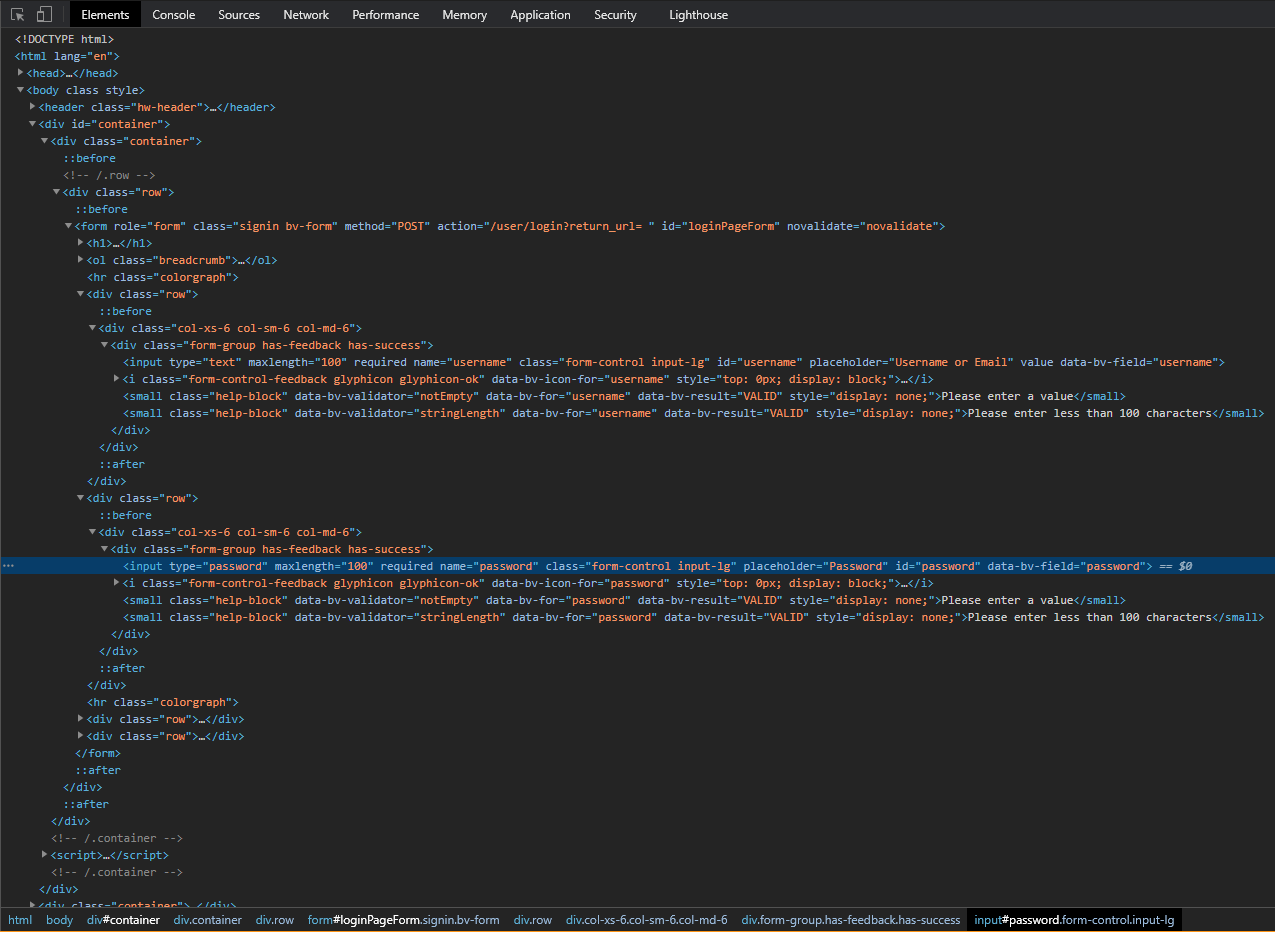 Elements Console Sources Network Performance Memory Application Security Lighthouse
<!DOCTYPE html>
<html lang="en">
<head>…</head>
<body class style>
<header class="hw-header">…</header>
<div id="container">
<div class="container">
::before
<!-- /.row -->
<div class="row">
::before
<form role="form" class="signin bv-form" method="POST" action="/user/login?return_url= " id="loginPageForm" novalidate="novalidate">
<h1>…</h1>
<ol class="breadcrumb">…</ol>
<hr class="colorgraph">
<div class="row">
::before
<div class="col-xs-6 col-sm-6 col-md-6">
<div class="form-group has-feedback has-success">
<input type="text" maxlength="100" required name="username" class="form-control input-lg" id="username" placeholder="Username or Email" value data-bv-field="username">
<i class="form-control-feedback glyphicon glyphicon-ok" data-bv-icon-for="username" style="top: 0px; display: block;">…</i>
<small class="help-block" data-bv-validator="notEmpty" data-bv-for="username" data-bv-result="VALID" style="display: none;">Please enter a value</small>
<small class="help-block" data-bv-validator="stringLength" data-bv-for="username" data-bv-result="VALID" style="display: none;">Please enter less than 100 characters</small>
</div>
</div>
::after
</div>
<div class="row">
::before
<div class="col-xs-6 col-sm-6 col-md-6">
<div class="form-group has-feedback has-success">
<input type="password" maxlength="100" required name="password" class="form-control input-lg" placeholder="Password" id="password" data-bv-field="password"> == $0
<i class="form-control-feedback glyphicon glyphicon-ok" data-bv-icon-for="password" style="top: 0px; display: block;">…</i>
<small class="help-block" data-bv-validator="notEmpty" data-bv-for="password" data-bv-result="VALID" style="display: none;">Please enter a value</small>
<small class="help-block" data-bv-validator="stringLength" data-bv-for="password" data-bv-result="VALID" style="display: none;">Please enter less than 100 characters</small>
</div>
</div>
::after
</div>
<hr class="colorgraph">
<div class="row">…</div>
<div class="row">…</div>
</form>
::after
</div>
::after
</div>
<!-- /.container -->
<script>…</script>
<!-- /.container -->
</div>
<div class="container">…</div>
html body div#container div.container div.row form#loginPageForm.signin.bv-form div.row div.col-xs-6.col-sm-6.col-md-6 div.form-group.has-feedback.has-success input#password.form-control.input-lg